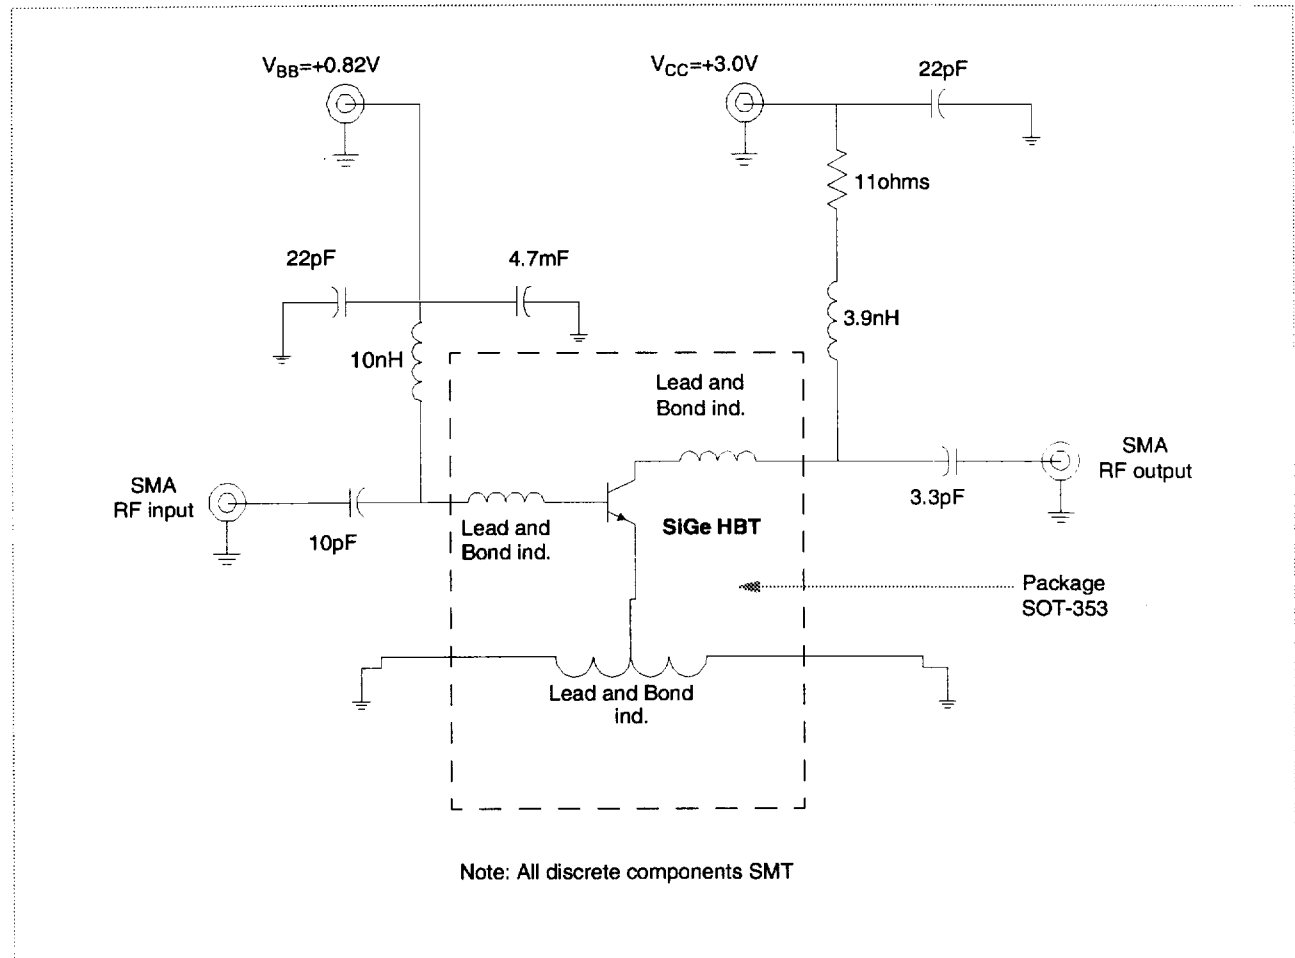 VBB=+0.82V
VCC=+3.0V
22pF
11ohms
22pF
4.7mF
3.9nH
10nH
Lead and
Bond ind.
SMA
RF output
SMA
RF input
3.3pF
10pF
Lead and
Bond ind.
SiGe HBT
Package
SOT-353
Lead and Bond
ind.
Note: All discrete components SMT